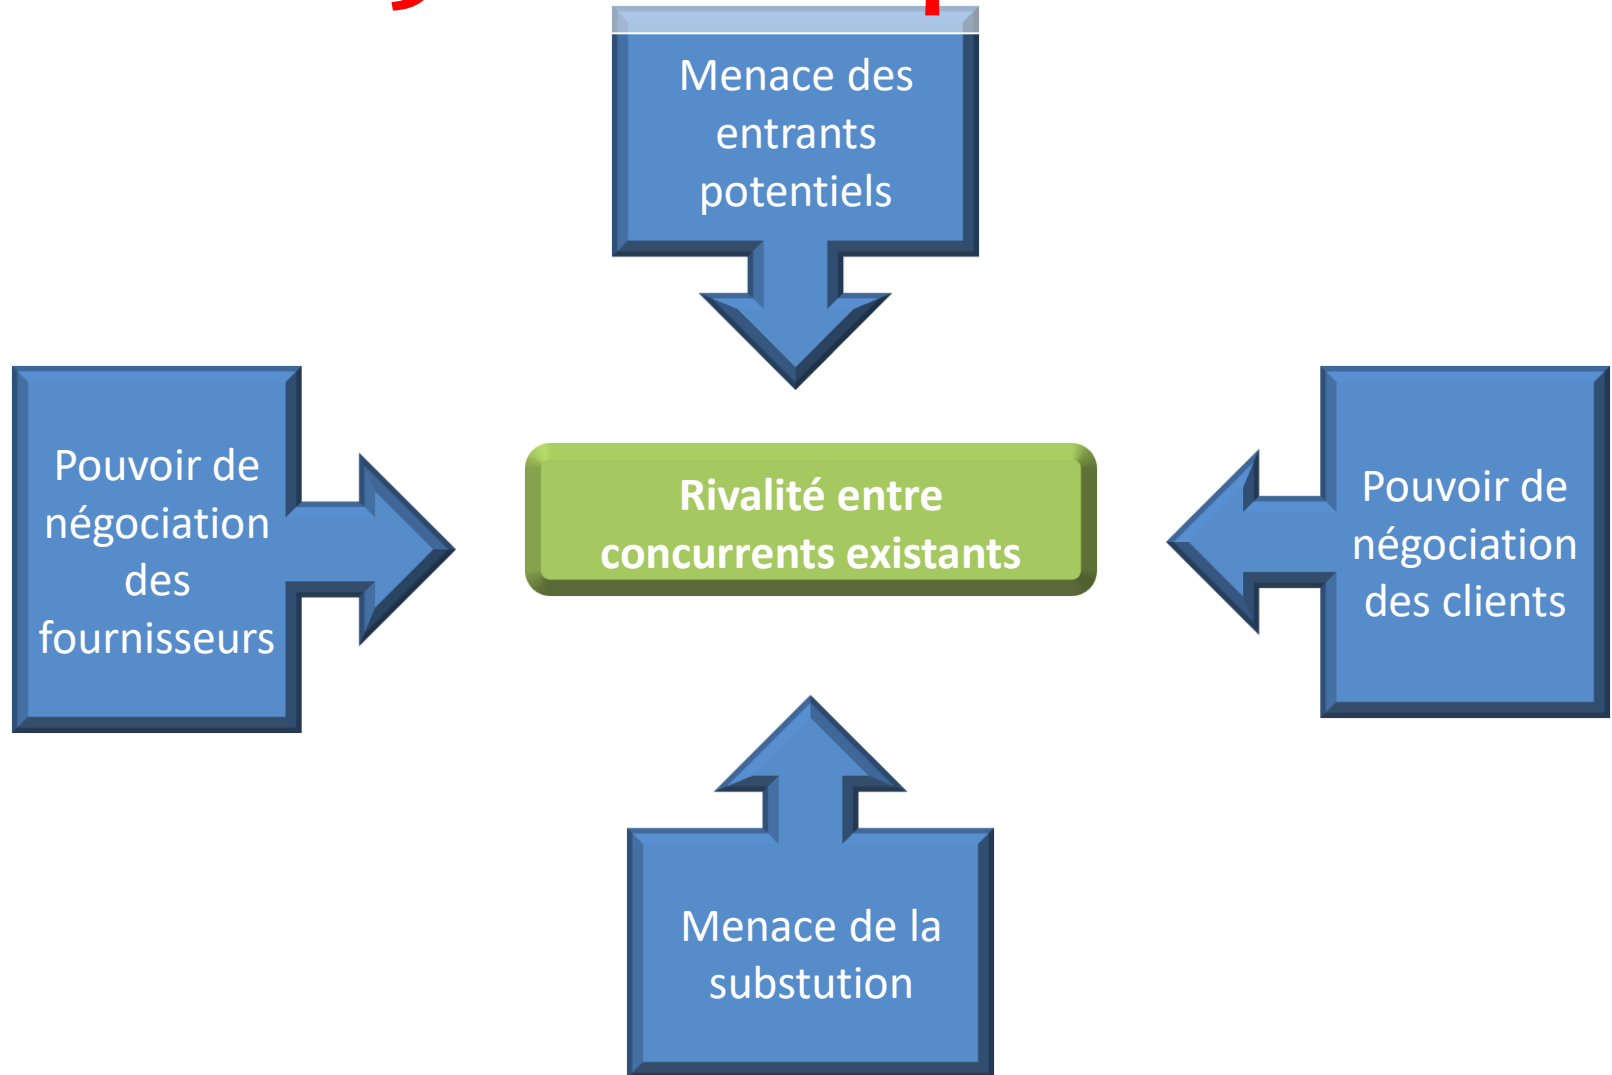 Menace des
entrants
potentiels
Pouvoir de
négociation
des
fournisseurs
Rivalité entre
concurrents existants
Pouvoir de
négociation
des clients
Menace de la
substution